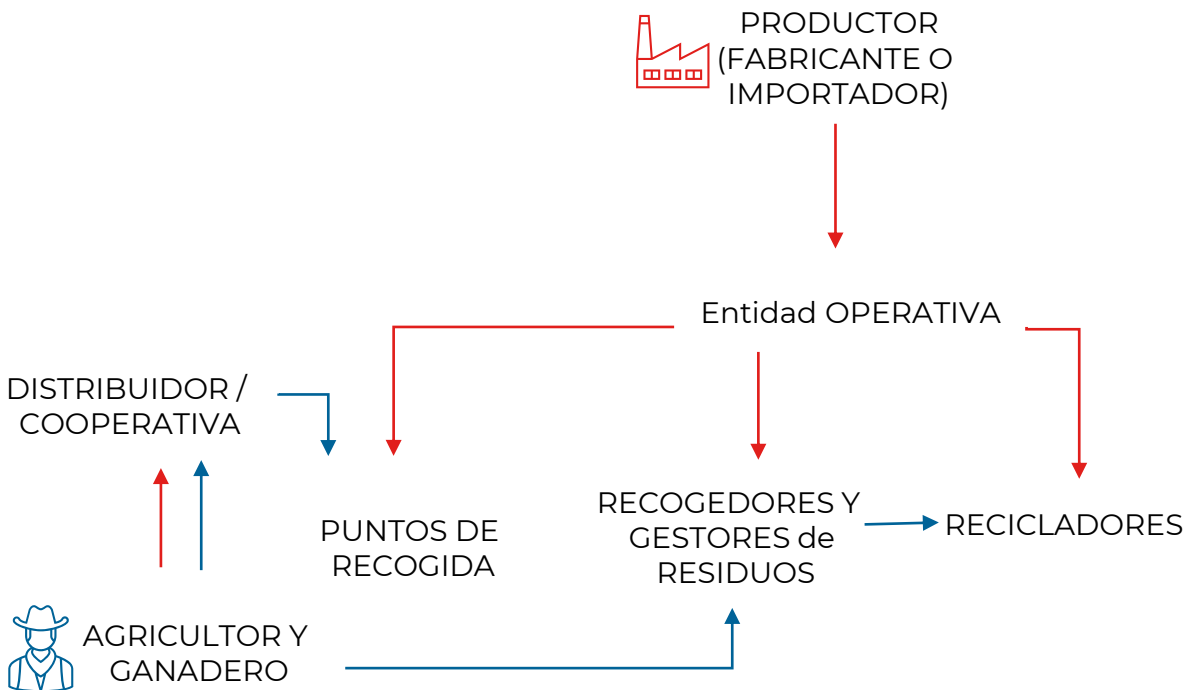 PRODUCTOR
(FABRICANTE O
IMPORTADOR)
Entidad OPERATIVA
DISTRIBUIDOR /
COOPERATIVA
PUNTOS DE
RECOGIDA
RECOGEDORES Y
GESTORES de
RESIDUOS
RECICLADORES
AGRICULTOR Y
GANADERO